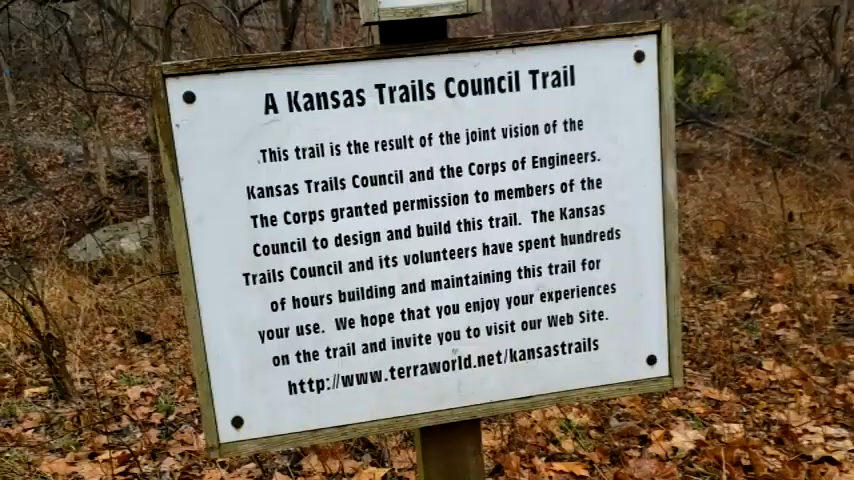 A Kansas Trails Council Trail
This trail is the result of the joint vision of the
Kansas Trails Council and the Corps of Engineers.
The Corps granted permission to members of the
Council to design and build this trail. The Kansas
Trails Council and its volunteers have spent hundreds
of hours building and maintaining this trail for
your use. We hope that you enjoy your experiences
on the trail and invite you to visit our Web Site.
http://www.terraworld.net/kansastrails